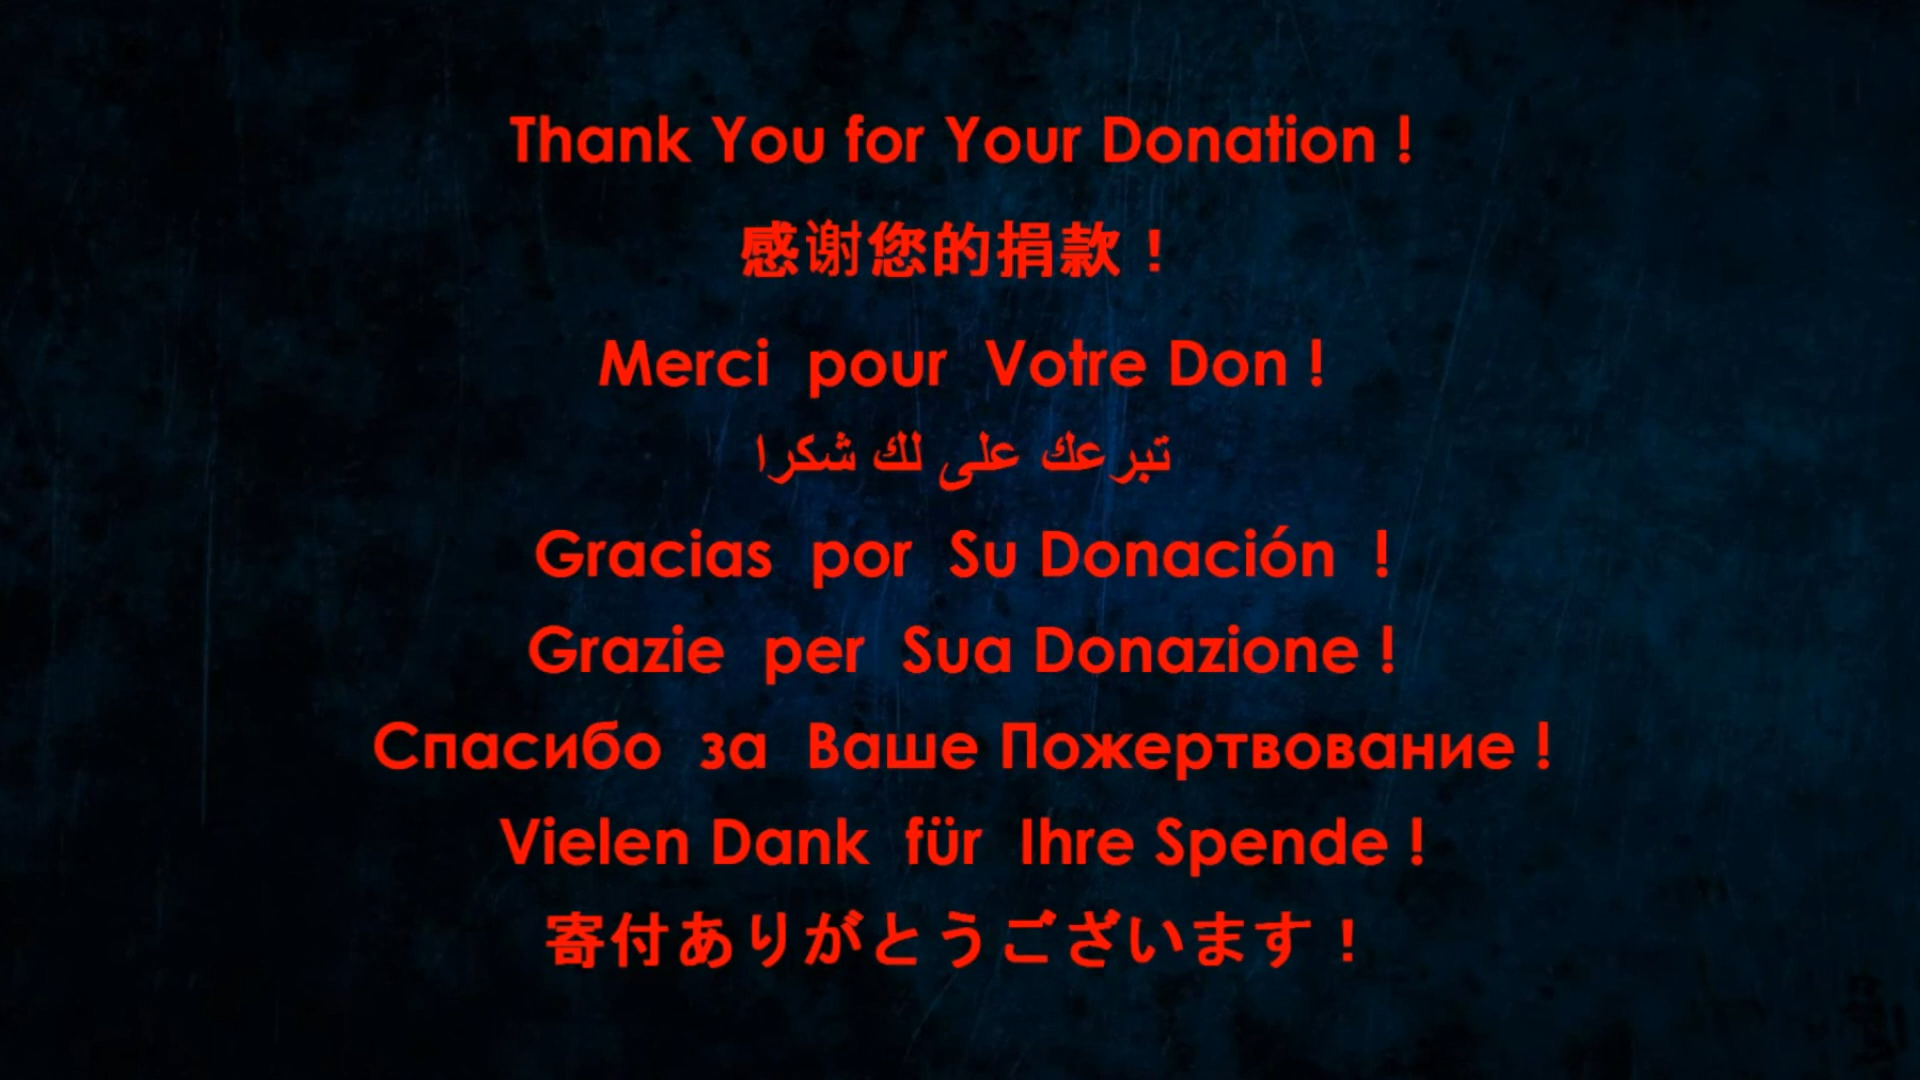 Thank You for Your Donation !
感谢您的捐款！
Merci pour Votre Don !
تبرعك على لك شكرا
Gracias por Su Donación !
Grazie per Sua Donazione !
Спасибо за Ваше Пожертвование !
Vielen Dank für Ihre Spende !
寄付ありがとうございます！